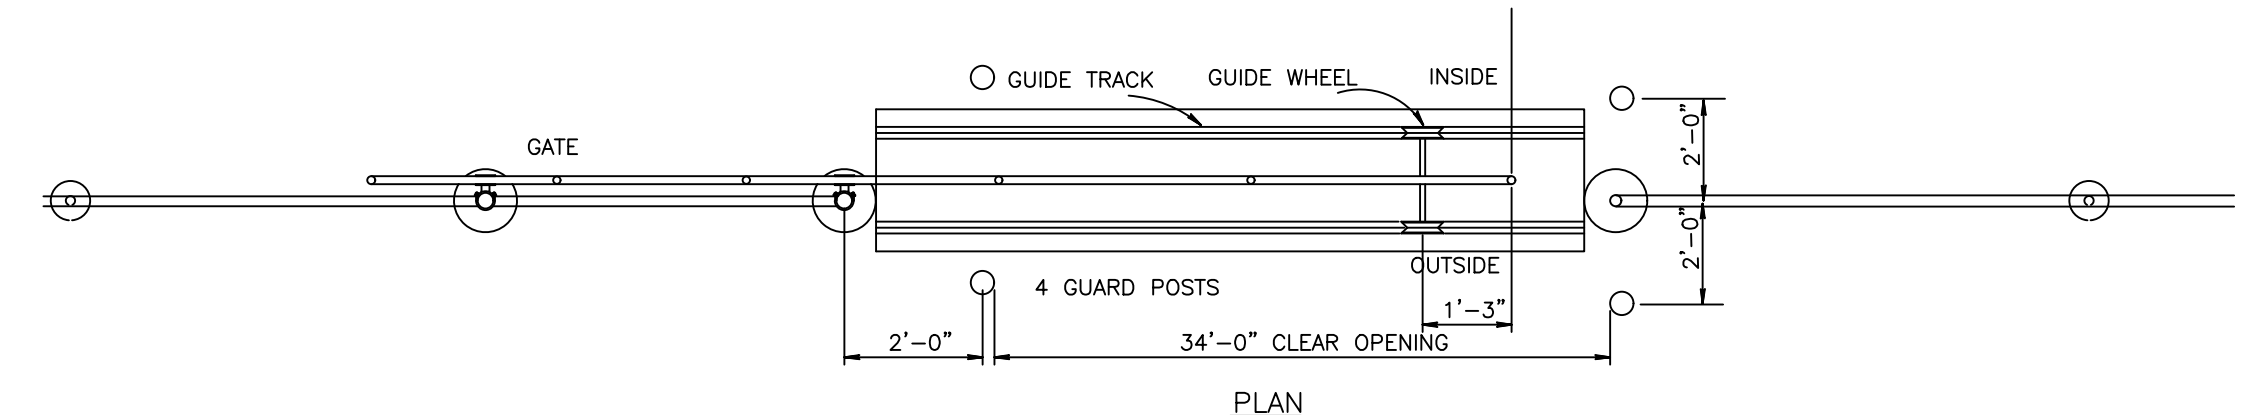 GUIDE TRACK
GUIDE WHEEL
INSIDE
2'-0"
GATE
2'-0"
OUTSIDE
4 GUARD POSTS
1'-3"
2'-0"
34'-0" CLEAR OPENING
PLAN